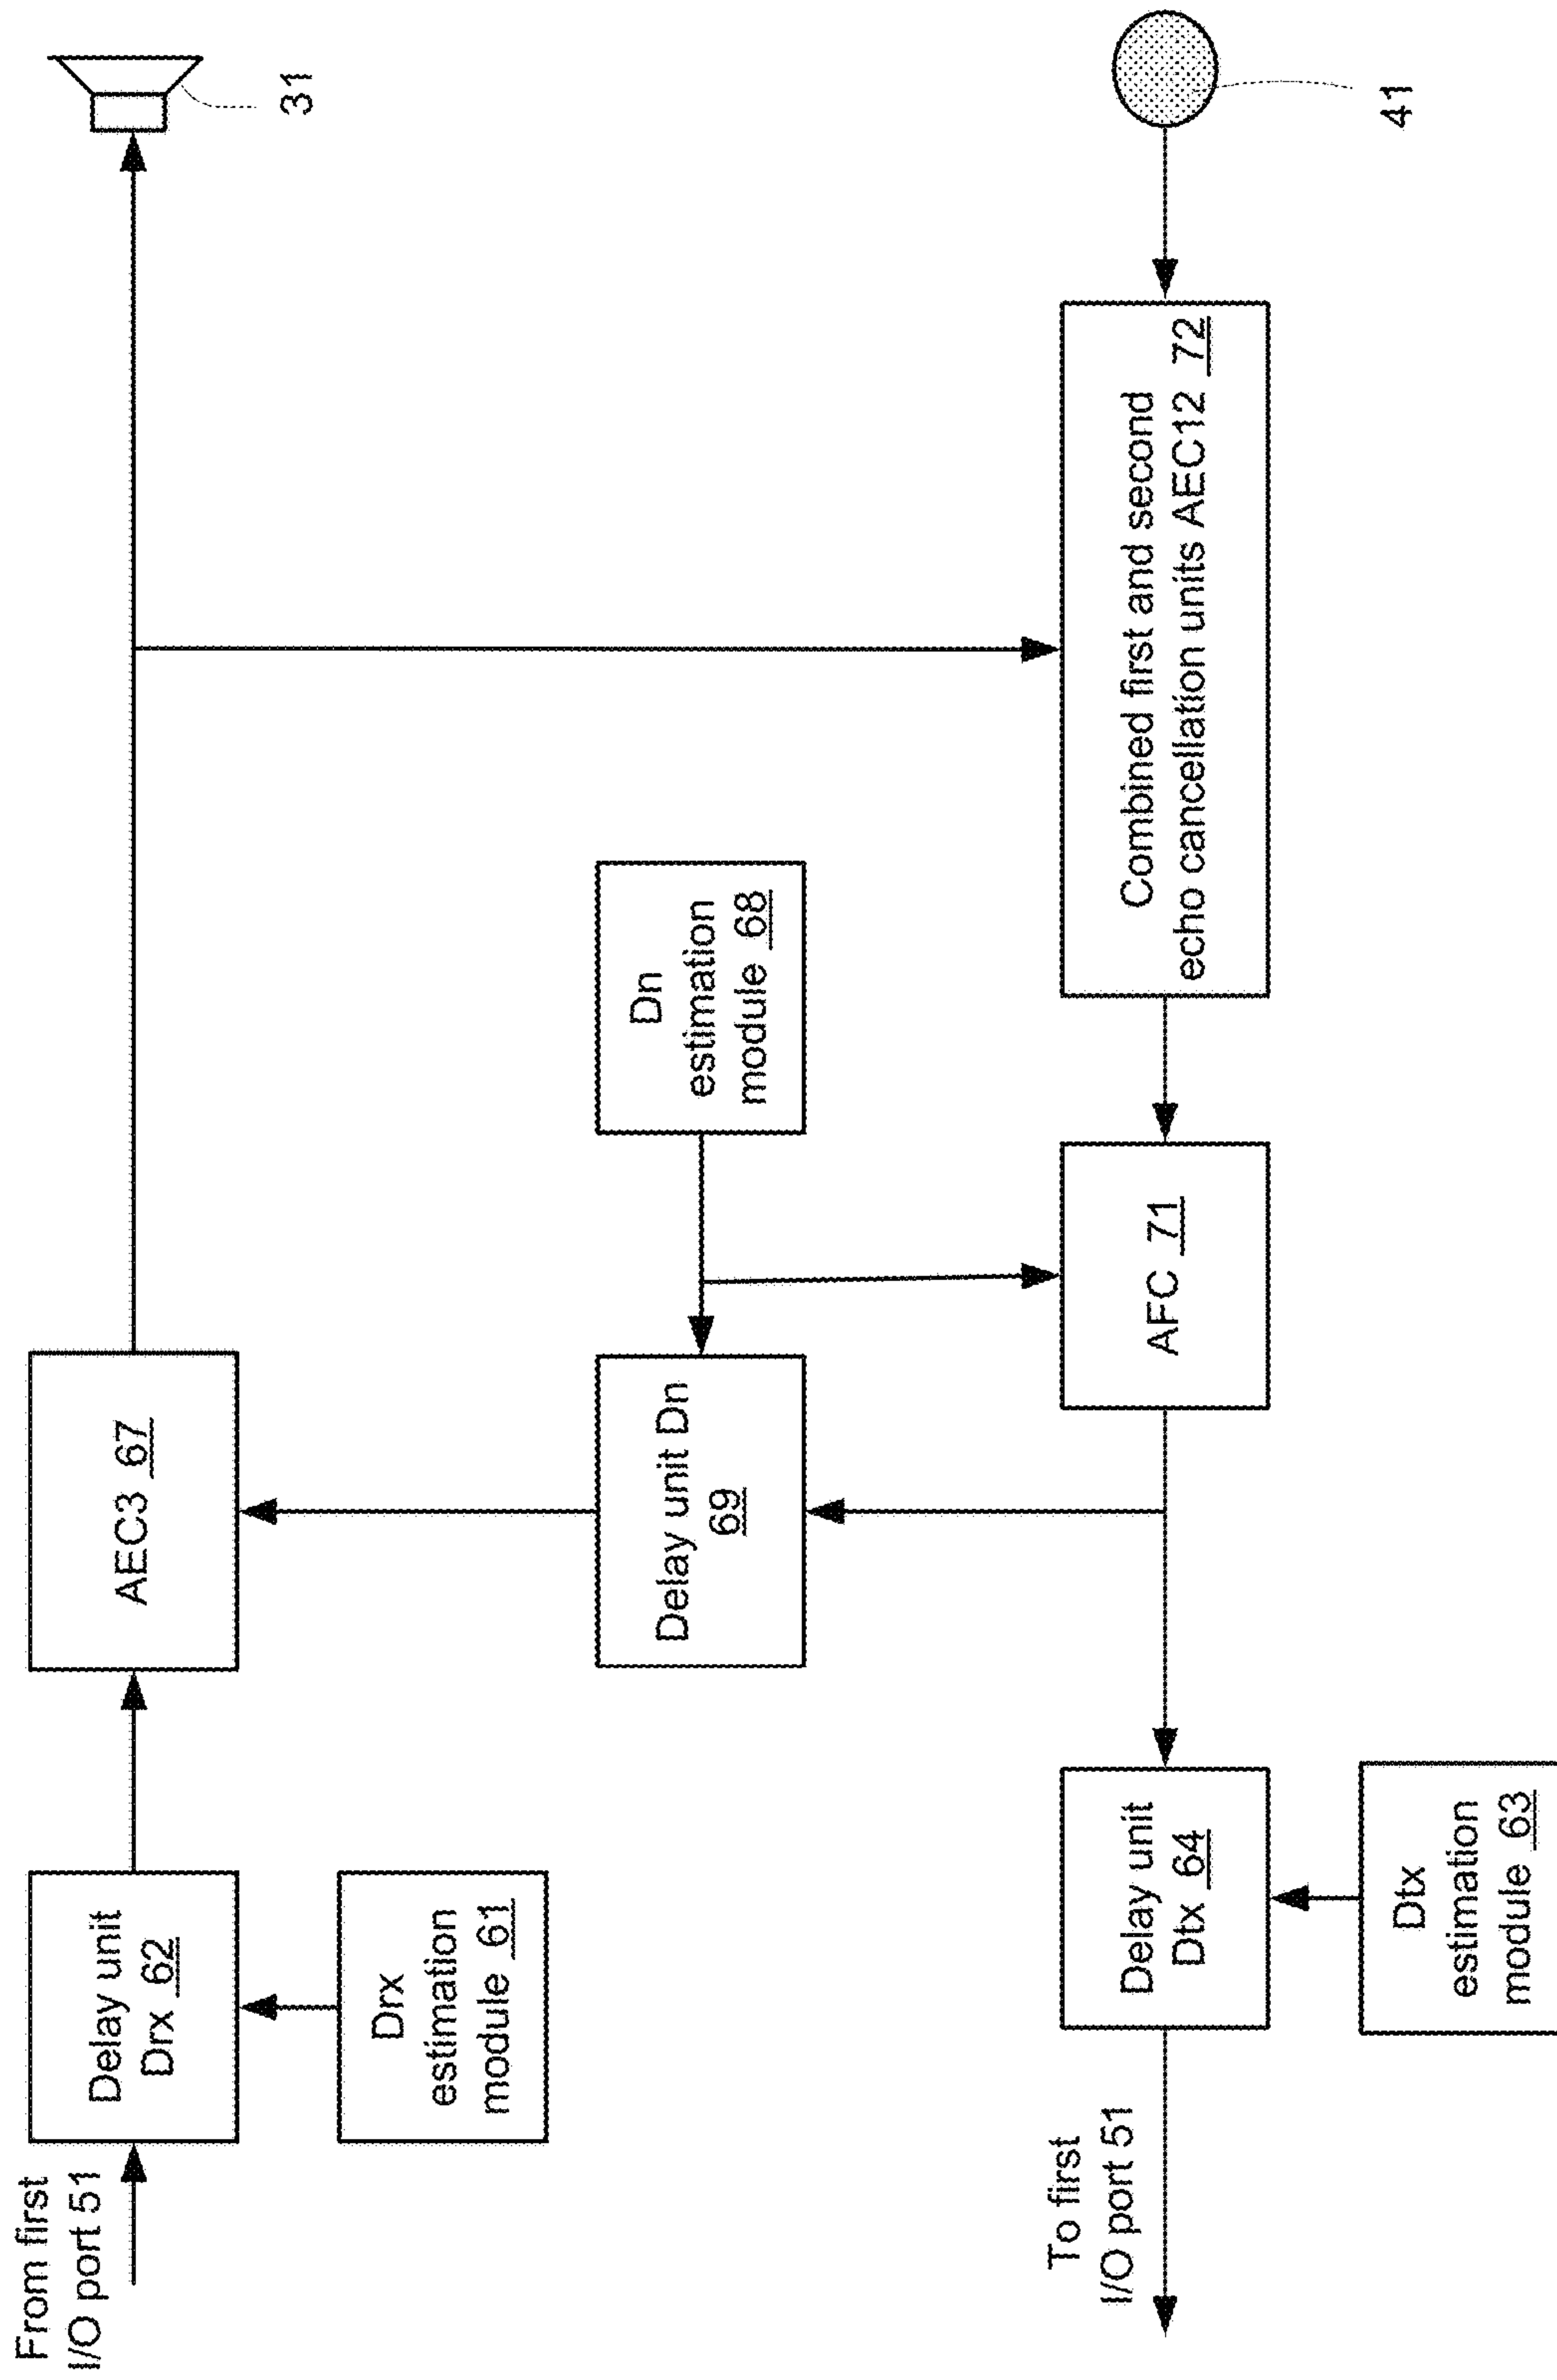 From first
I/O port 51
Delay unit
Drx 62
Drx
estimation
module 61
AEC3 67
31
Delay unit Dn
69
Dn
estimation
module 68
To first
I/O port 51
Delay unit
Dtx 64
Dtx
estimation
module 63
AFC 71
Combined first and second
echo cancellation units AEC12 72
41